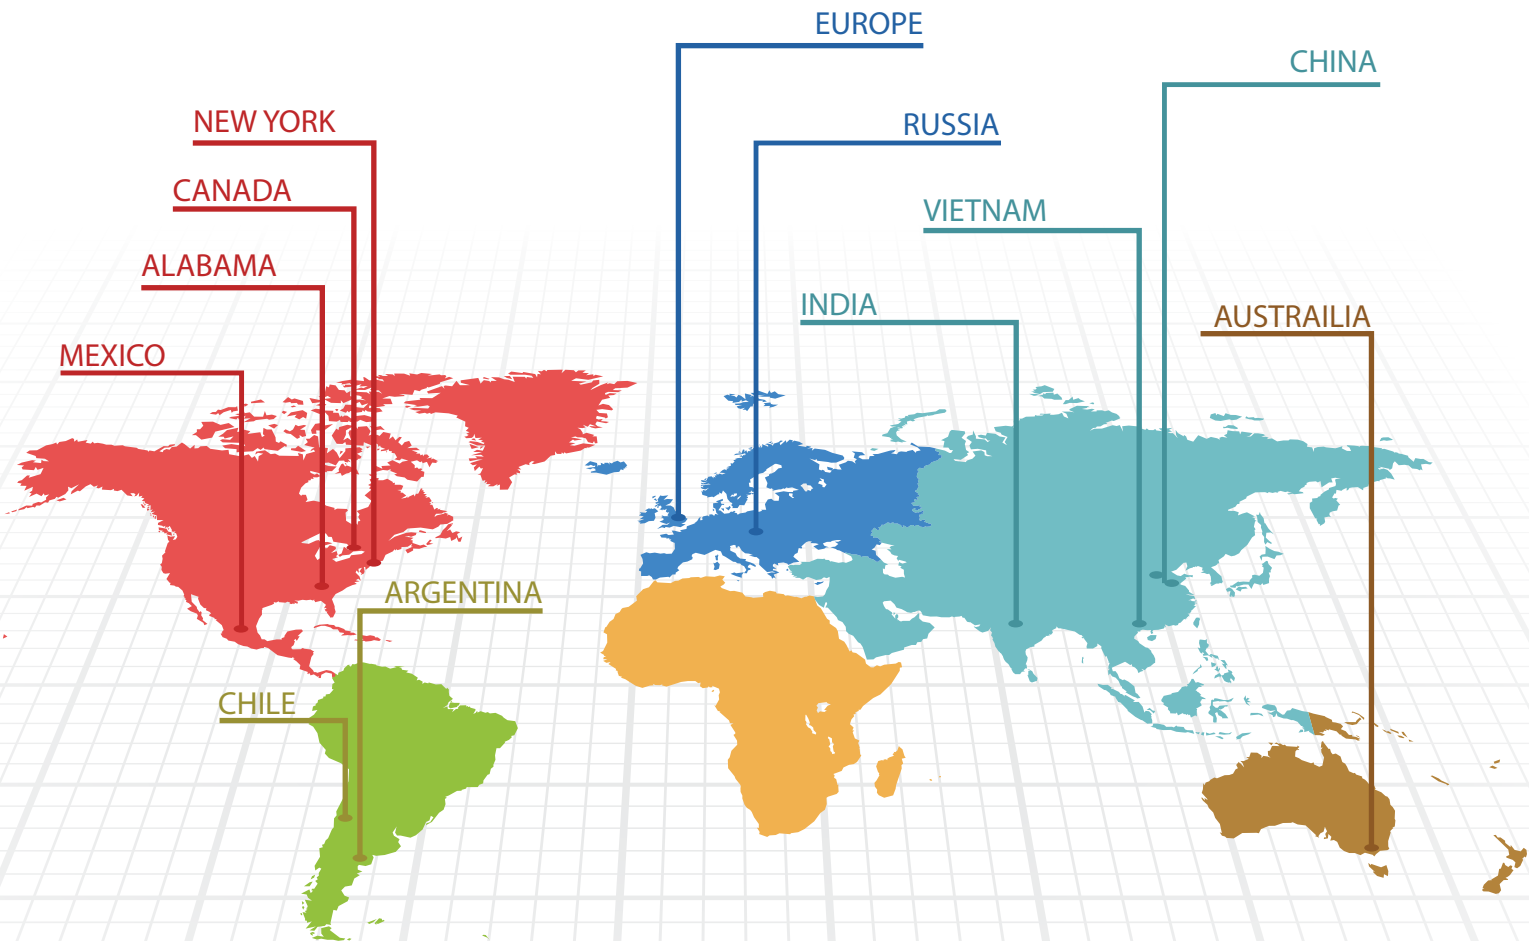 EUROPE
CHINA
NEW YORK
RUSSIA
CANADA
VIETNAM
ALABAMA
INDIA
AUSTRAILIA
MEXICO
ARGENTINA
CHILE